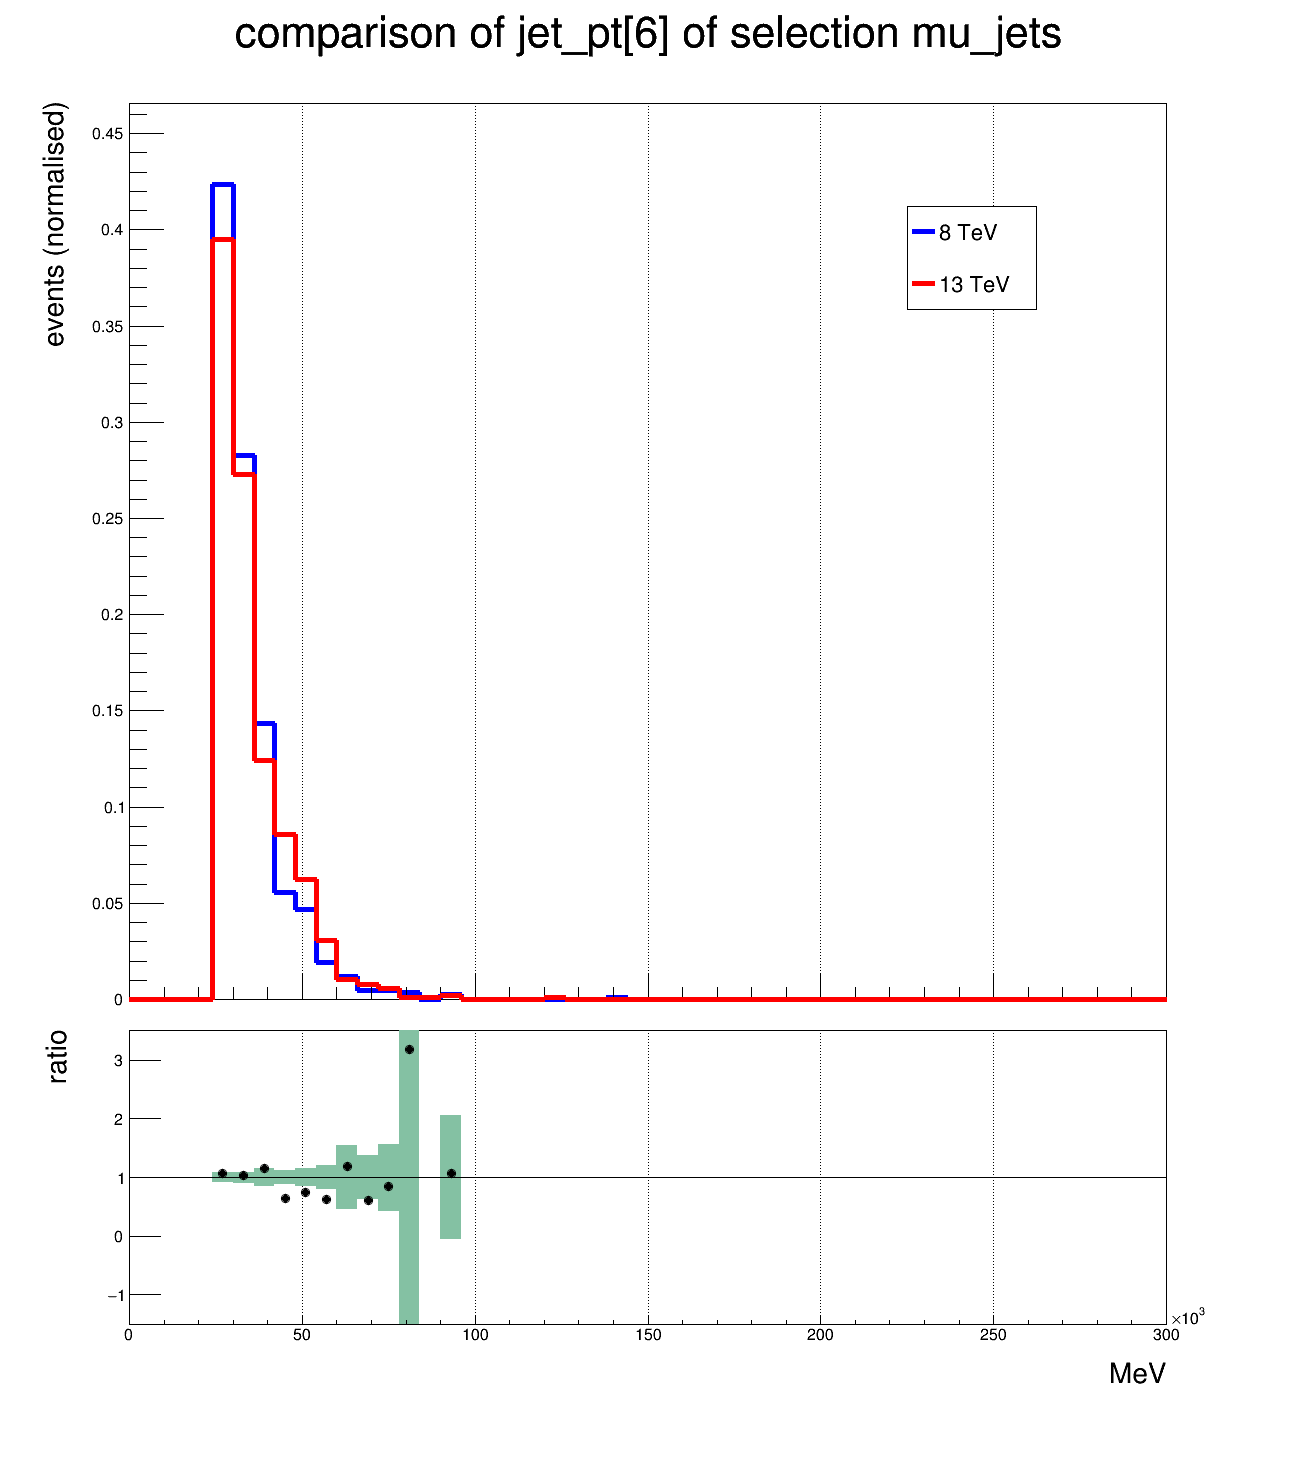 comparison of jet_pt[6] of selection mu_jets
events (normalised)
0.45
0.4
0.35
0.3
0.25
0.2
0.15
0.1
0.05
0
8 TeV
13 TeV
ratio
3
2
1
0
−1
0 50 100 150 200 250 300
×10³
MeV